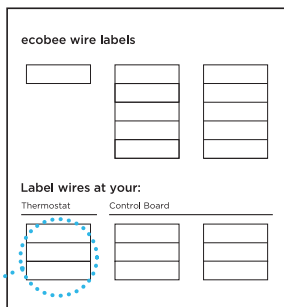 ecobee wire labels
Label wires at your:
Thermostat
Control Board